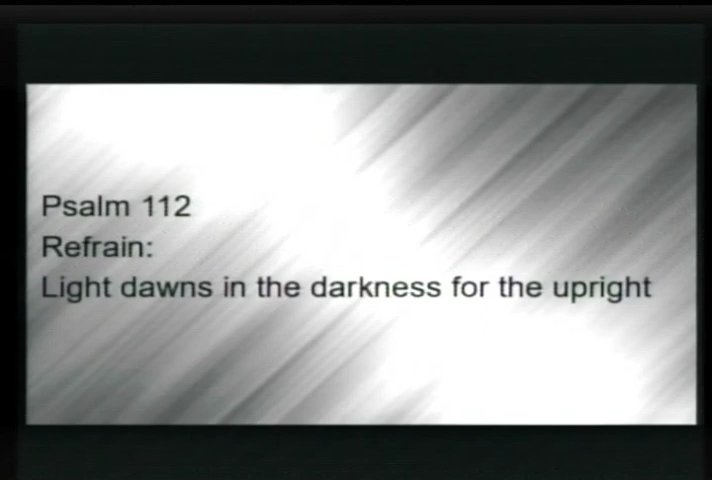 Psalm 112
Refrain:
Light dawns in the darkness for the upright